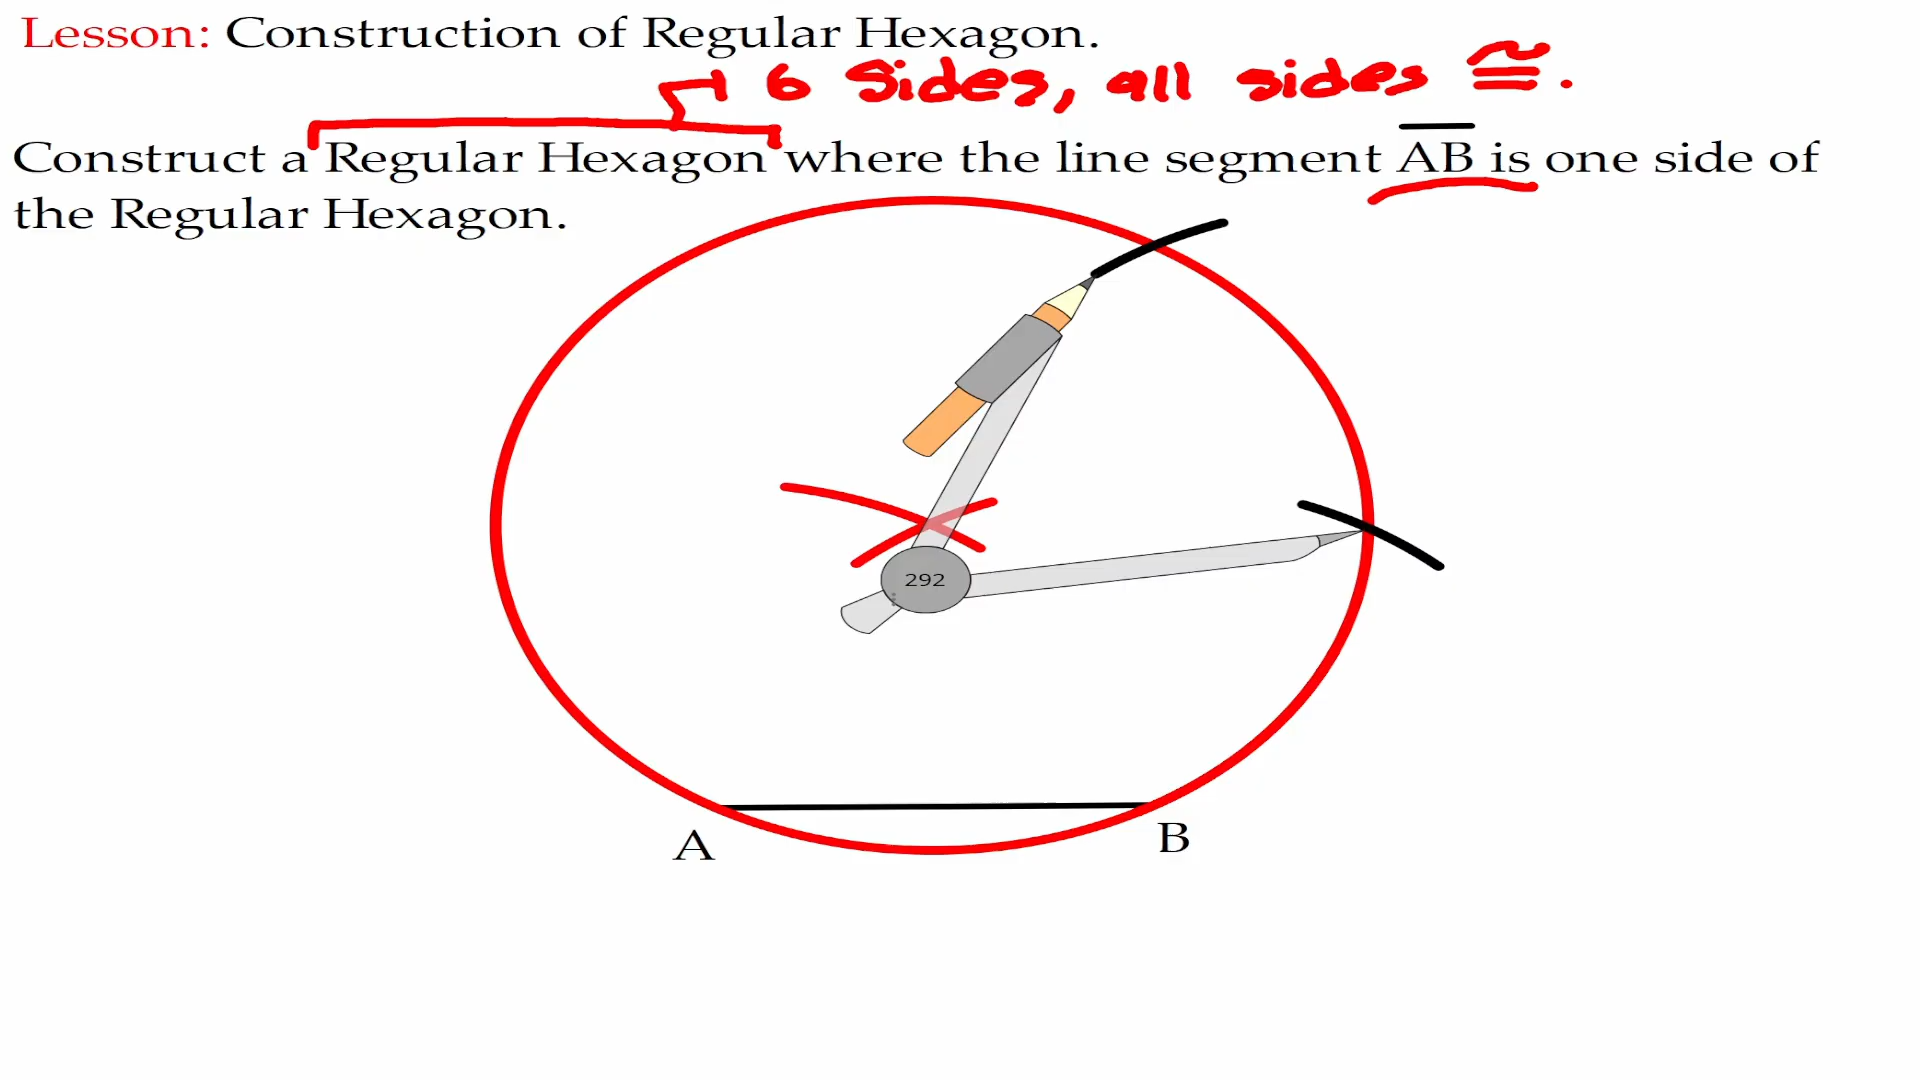 Lesson: Construction of Regular Hexagon.
6 sides, all sides ≅.
Construct a Regular Hexagon where the line segment A̅B̅ is one side of
the Regular Hexagon.
292
A
B